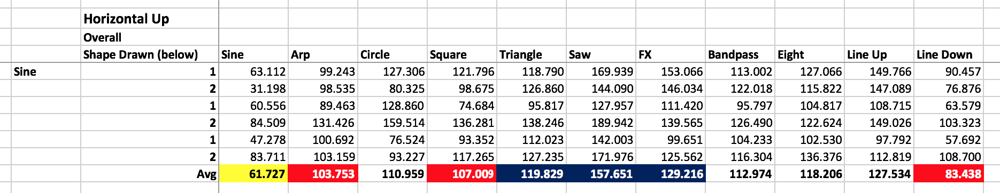 Horizontal Up
Overall
Shape Drawn (below) Sine Arp Circle Square Triangle Saw FX Bandpass Eight Line Up Line Down
Sine 1 63.112 99.243 127.306 121.796 118.790 169.939 153.066 113.002 127.066 149.766 90.457
2 31.198 98.535 80.325 98.675 126.860 144.090 146.034 122.018 115.822 147.089 76.876
1 60.556 89.463 128.860 74.684 95.817 127.957 111.420 95.797 104.817 108.715 63.579
2 84.509 131.426 159.514 136.281 138.246 189.942 139.565 126.490 122.624 149.026 103.323
1 47.278 100.692 76.524 93.352 112.023 142.003 99.651 104.233 102.530 97.792 57.692
2 83.711 103.159 93.227 117.265 127.235 171.976 125.562 116.304 136.376 112.819 108.700
Avg 61.727 103.753 110.959 107.009 119.829 157.651 129.216 112.974 118.206 127.534 83.438